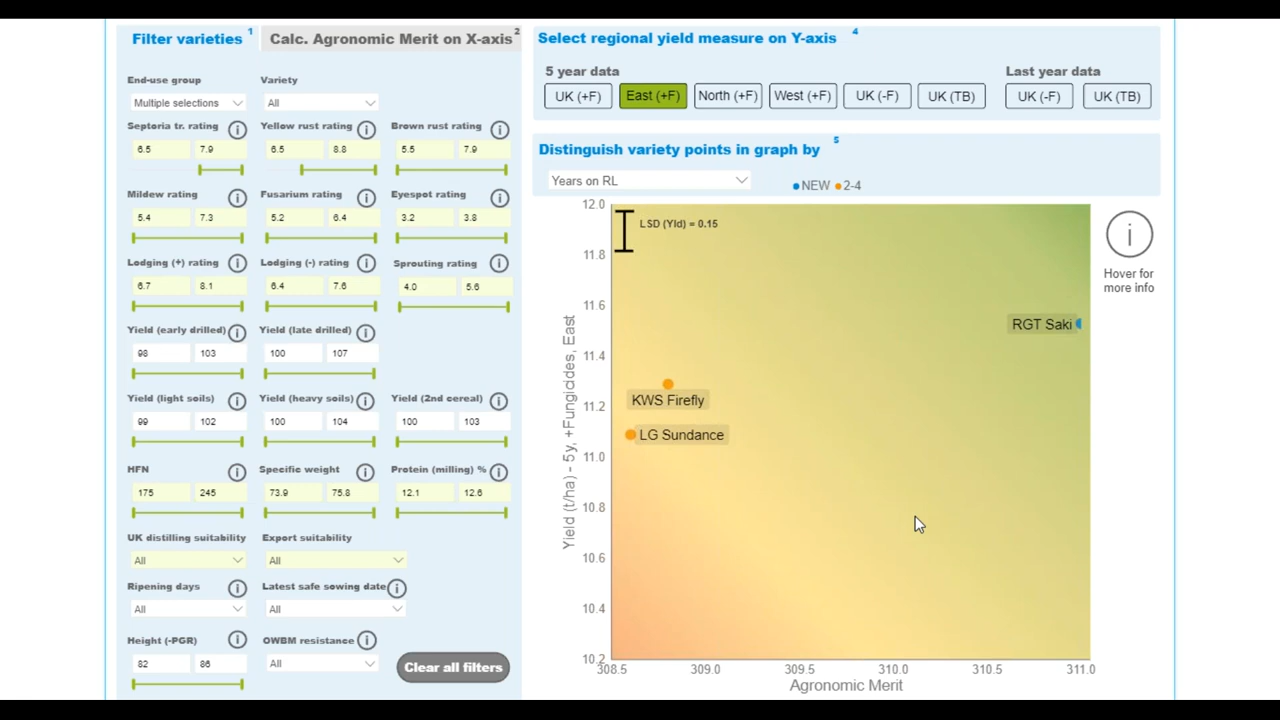 Filter varieties 1
Calc. Agronomic Merit on X-axis 2
End-use group
Variety
Multiple selections
All
Septoria tr. rating
Yellow rust rating
Brown rust rating
6.5 7.9
6.5 8.8
5.5 7.9
Mildew rating
Fusarium rating
Eyespot rating
5.4 7.3
5.2 6.4
3.2 3.8
Lodging (+) rating
Lodging (-) rating
Sprouting rating
6.7 8.1
6.4 7.6
4.0 5.6
Yield (early drilled)
Yield (late drilled)
98 103
100 107
Yield (light soils)
Yield (heavy soils)
Yield (2nd cereal)
99 102
100 104
100 103
HFN
Specific weight
Protein (milling) %
175 245
73.9 75.8
12.1 12.6
UK distilling suitability
Export suitability
All
All
Ripening days
Latest safe sowing date
All
All
Height (-PGR)
OWBM resistance
82 86
All
Clear all filters
Select regional yield measure on Y-axis 4
5 year data
Last year data
UK (+F)
East (+F)
North (+F)
West (+F)
UK (-F)
UK (TB)
UK (-F)
UK (TB)
Distinguish variety points in graph by 5
Years on RL
NEW 2-4
LSD (Yld) = 0.15
12.0
11.8
11.6
11.4
11.2
11.0
10.8
10.6
10.4
10.2
Yield (t/ha) - 5y, +Fungicides, East
RGT Saki
KWS Firefly
LG Sundance
308.5 309.0 309.5 310.0 310.5 311.0
Agronomic Merit
i
Hover for
more info